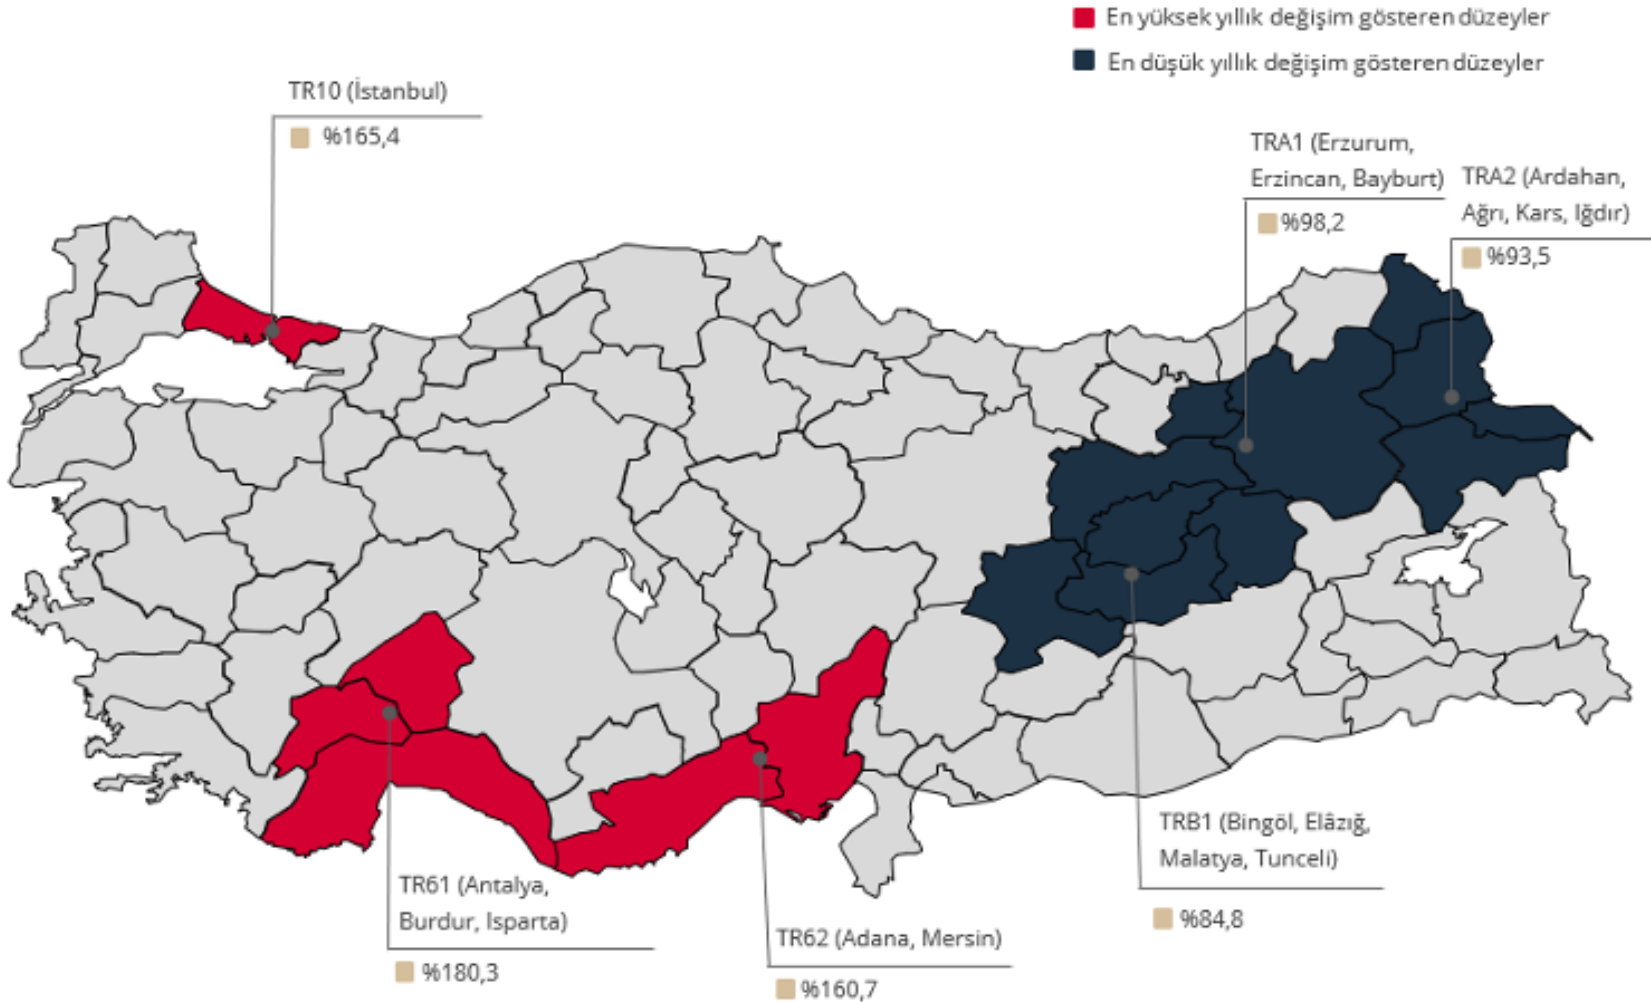 En yüksek yıllık değişim gösteren düzeyler
En düşük yıllık değişim gösteren düzeyler
TR10 (İstanbul)
%165,4
TRA1 (Erzurum,
Erzincan, Bayburt)
%98,2
TRA2 (Ardahan,
Ağrı, Kars, Iğdır)
%93,5
TR61 (Antalya,
Burdur, Isparta)
%180,3
TR62 (Adana, Mersin)
%160,7
TRB1 (Bingöl, Elâzığ,
Malatya, Tunceli)
%84,8